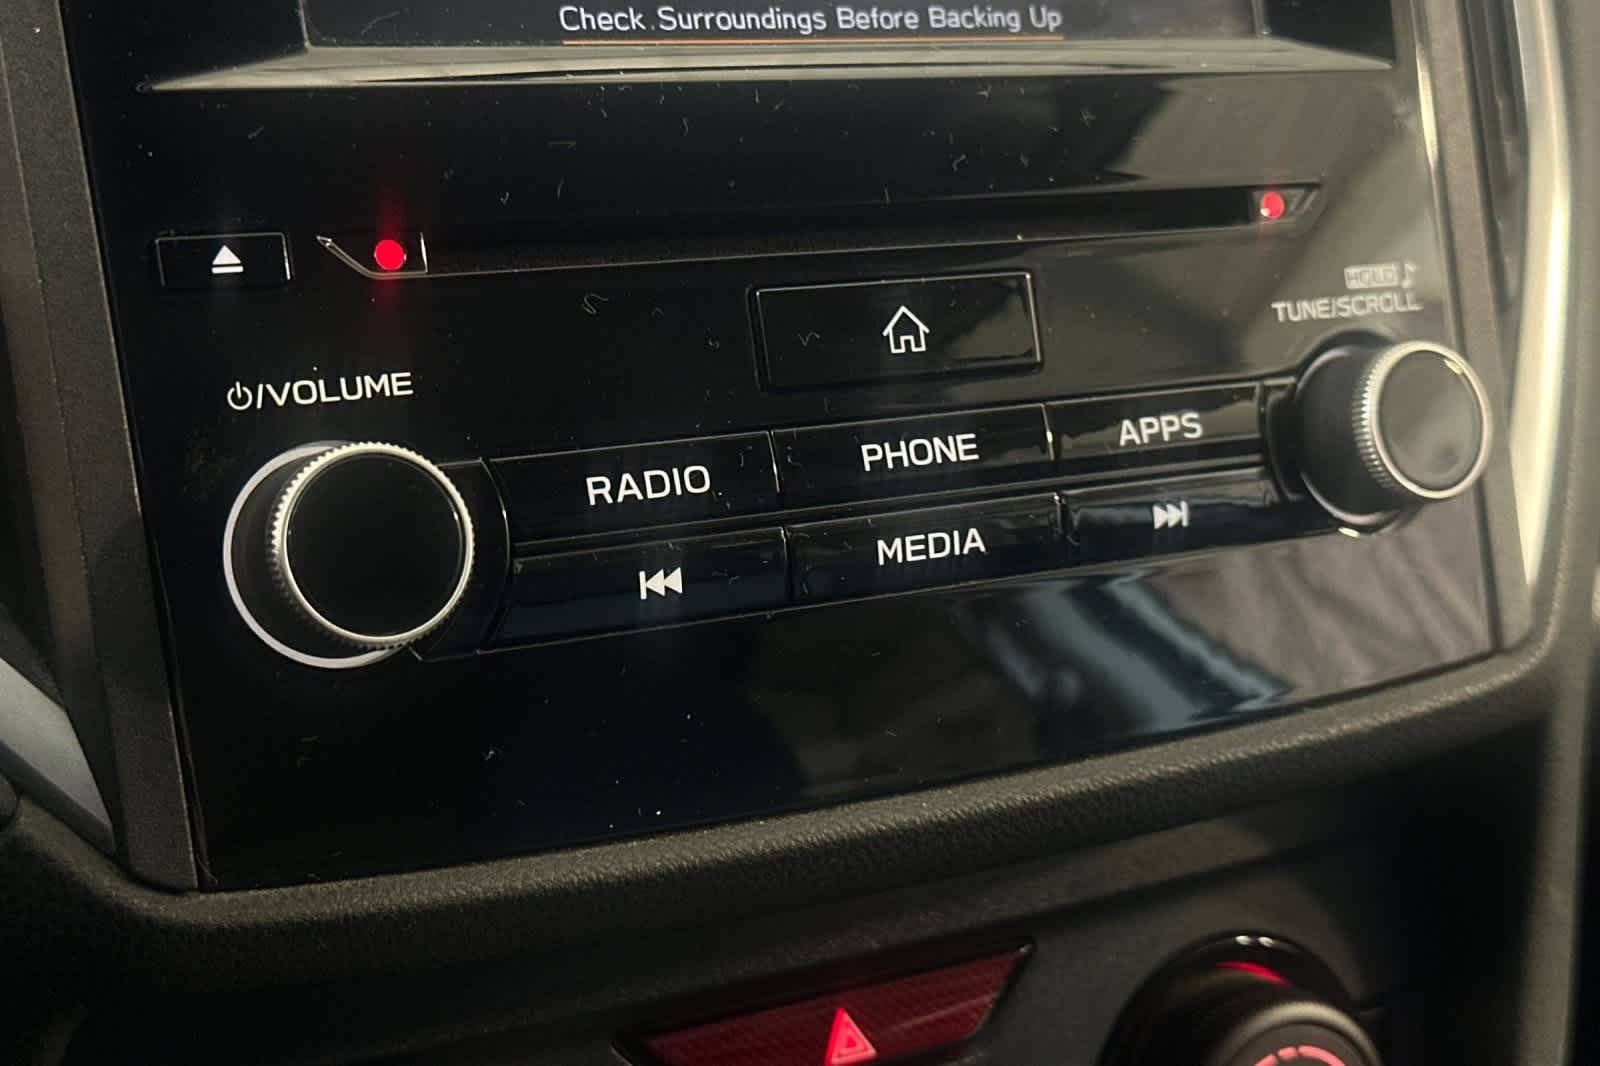 Check Surroundings Before Backing Up
HOLD
TUNE/SCROLL
/VOLUME
RADIO
PHONE
APPS
MEDIA